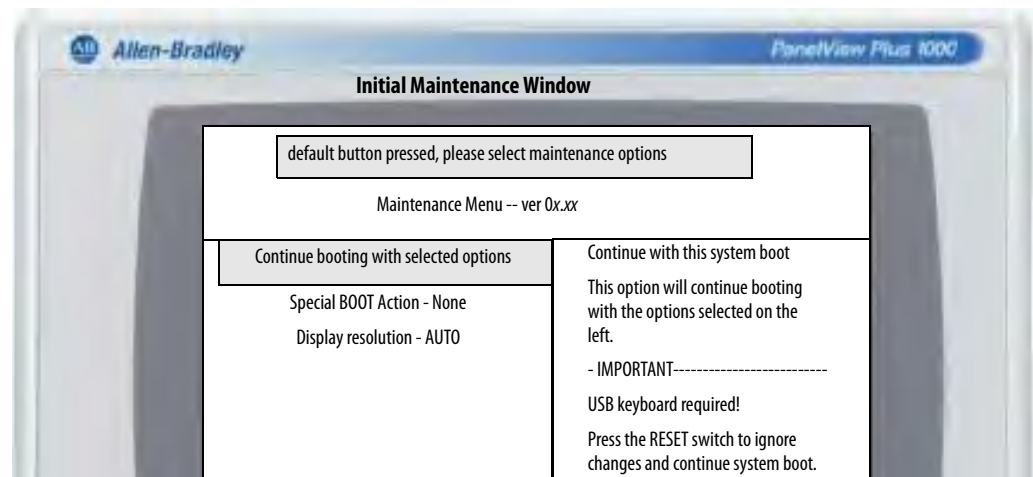 AB Allen-Bradley
PanelView Plus 1000
Initial Maintenance Window
default button pressed, please select maintenance options
Maintenance Menu -- ver 0x.xx
Continue booting with selected options
Special BOOT Action - None
Display resolution - AUTO
Continue with this system boot
This option will continue booting
with the options selected on the
left.
- IMPORTANT--------------------------
USB keyboard required!
Press the RESET switch to ignore
changes and continue system boot.